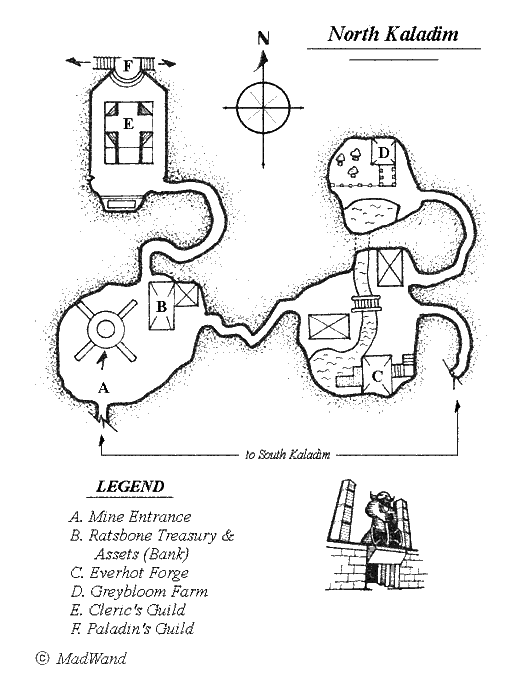 North Kaladim
N
F
E
D
B
A
C
to South Kaladim
LEGEND
A. Mine Entrance
B. Ratsbone Treasury &
Assets (Bank)
C. Everhot Forge
D. Greybloom Farm
E. Cleric's Guild
F. Paladin's Guild
© MadWand